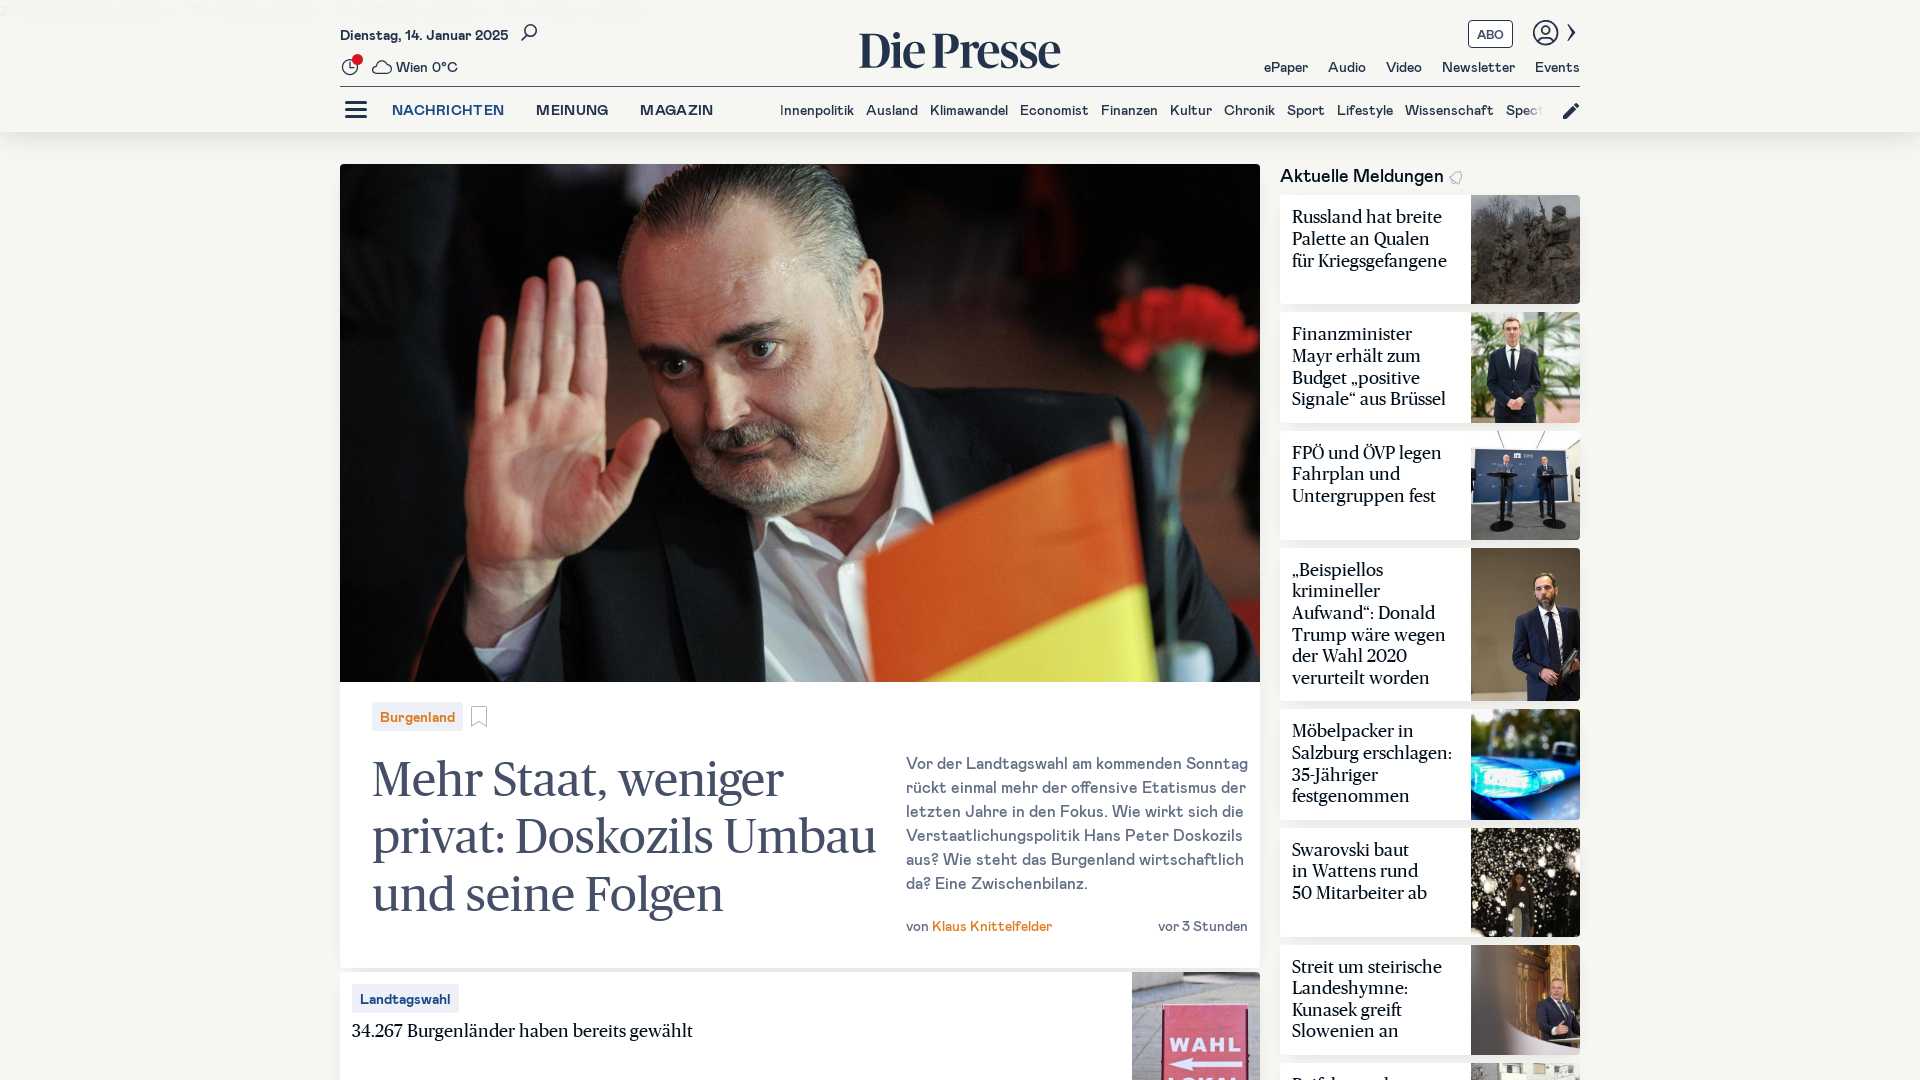 Dienstag, 14. Januar 2025
Wien 0°C
Die Presse
ABO
ePaper Audio Video Newsletter Events
NACHRICHTEN MEINUNG MAGAZIN
Innenpolitik Ausland Klimawandel Economist Finanzen Kultur Chronik Sport Lifestyle Wissenschaft Spect
Burgenland
Mehr Staat, weniger
privat: Doskozils Umbau
und seine Folgen
Vor der Landtagswahl am kommenden Sonntag
rückt einmal mehr der offensive Etatismus der
letzten Jahre in den Fokus. Wie wirkt sich die
Verstaatlichungspolitik Hans Peter Doskozils
aus? Wie steht das Burgenland wirtschaftlich
da? Eine Zwischenbilanz.
von Klaus Knittelfelder
vor 3 Stunden
Landtagswahl
34.267 Burgenländer haben bereits gewählt
WAHL
LOKAL
Aktuelle Meldungen
Russland hat breite
Palette an Qualen
für Kriegsgefangene
Finanzminister
Mayr erhält zum
Budget „positive
Signale“ aus Brüssel
FPÖ und ÖVP legen
Fahrplan und
Untergruppen fest
„Beispiellos
krimineller
Aufwand“: Donald
Trump wäre wegen
der Wahl 2020
verurteilt worden
Möbelpacker in
Salzburg erschlagen:
35-Jähriger
festgenommen
Swarovski baut
in Wattens rund
50 Mitarbeiter ab
Streit um steirische
Landeshymne:
Kunasek greift
Slowenien an